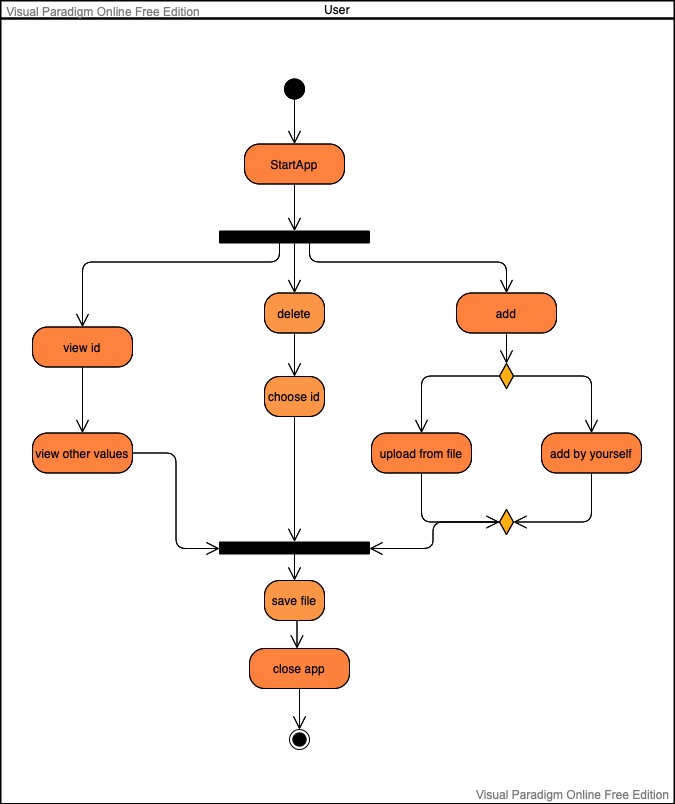 Visual Paradigm Online Free Edition
User
StartApp
delete
add
view id
choose id
view other values
upload from file
add by yourself
save file
close app
Visual Paradigm Online Free Edition